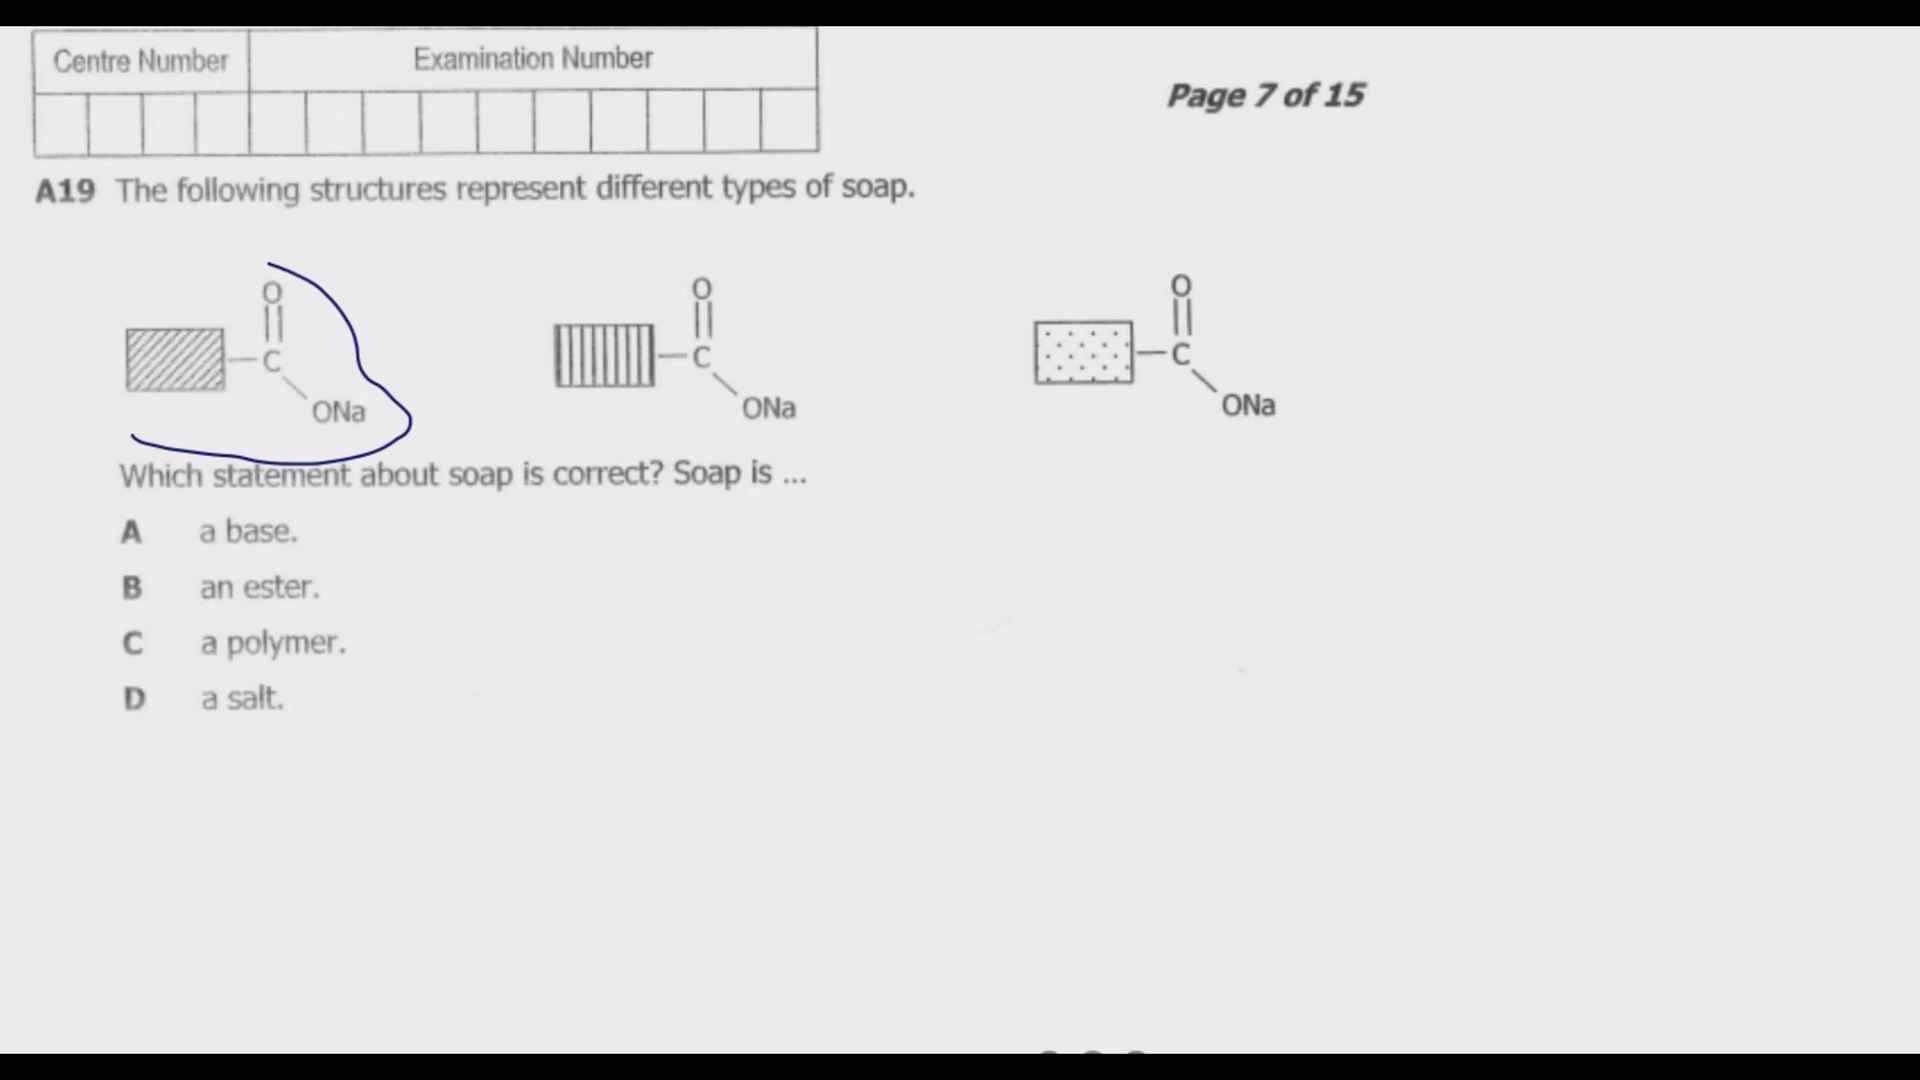 Centre Number Examination Number
Page 7 of 15
A19 The following structures represent different types of soap.
O O O
C C C
ONa ONa ONa
Which statement about soap is correct? Soap is ...
A a base.
B an ester.
C a polymer.
D a salt.